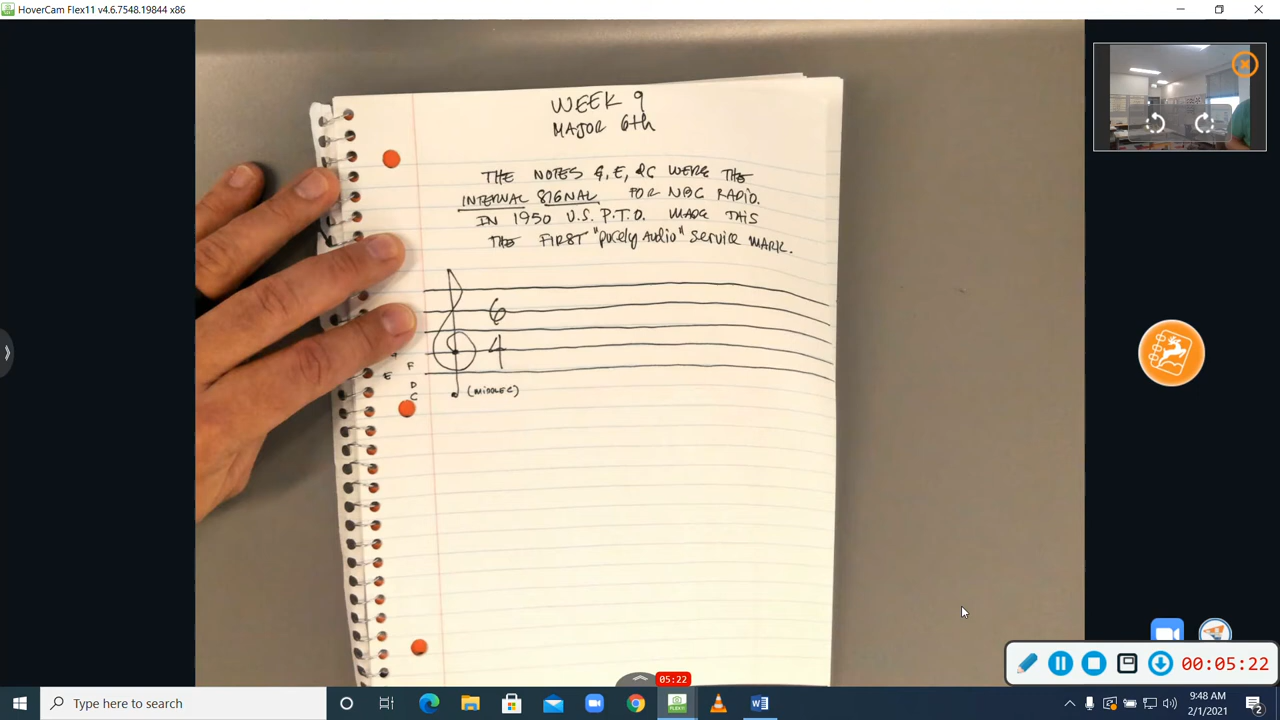 HoverCam Flex11 v4.6.7548.19844 x86
WEEK 9
MAJOR 6th
THE NOTES G, E, & C WERE THE
INTERNAL SIGNAL FOR NBC RADIO.
IN 1950 U.S. P.T.O. MADE THIS
THE FIRST "purely AUDIO" SERVICE MARK.
6
4
G
F
E
D
C
(MIDDLE C)
00:05:22
05:22
Type here to search
FLEX11
9:48 AM
2/1/2021
2